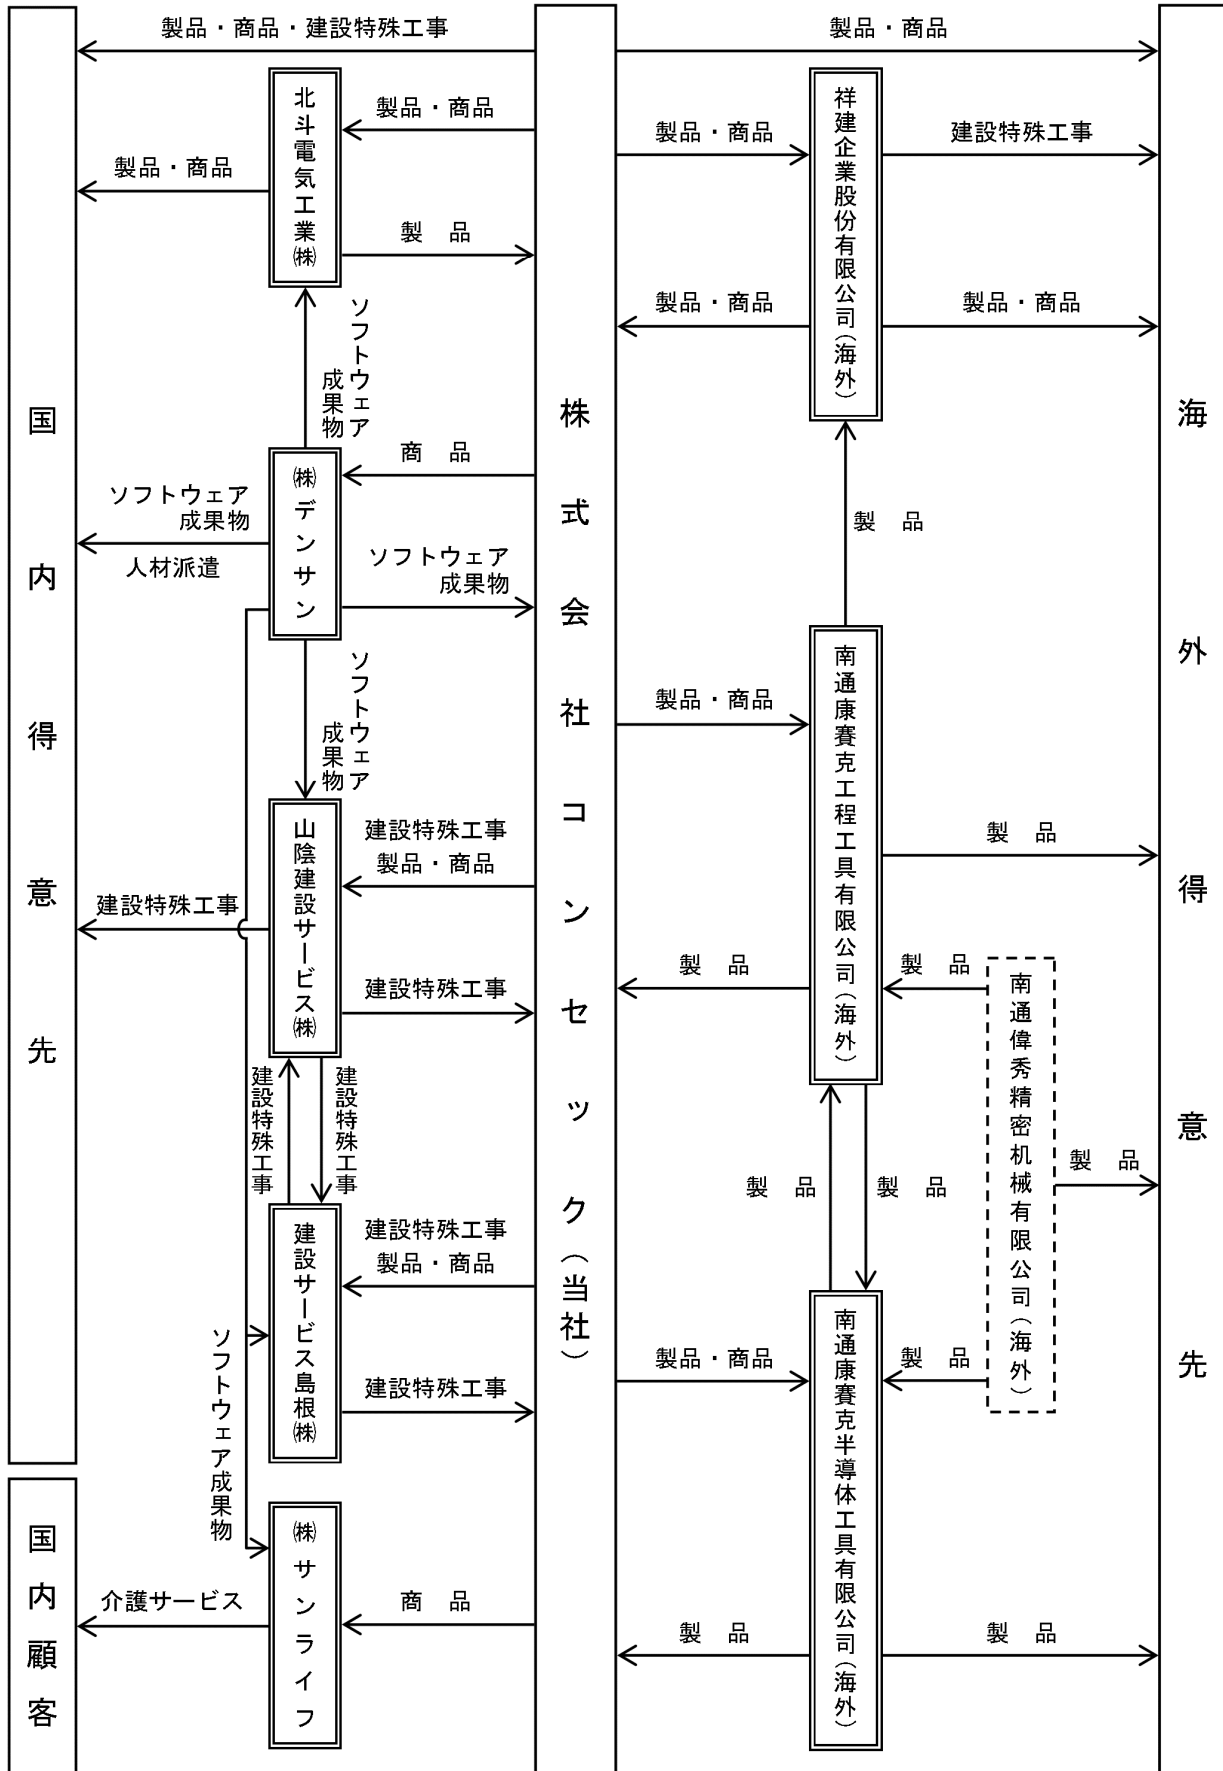 製品・商品・建設特殊工事
製品・商品
国内得意先
北斗電気工業㈱
製品・商品
製品・商品
製　品
ソフトウェア
成果物
㈱デンサン
商　品
ソフトウェア
成果物
人材派遣
ソフトウェア
成果物
ソフトウェア
成果物
山陰建設サービス㈱
建設特殊工事
製品・商品
建設特殊工事
建設特殊工事
建設特殊工事
建設特殊工事
建設サービス島根㈱
建設特殊工事
製品・商品
建設特殊工事
ソフトウェア成果物
国内顧客
㈱サンライフ
介護サービス
商　品
株式会社コンセック(当社)
祥建企業股份有限公司(海外)
製品・商品
建設特殊工事
製品・商品
製品・商品
製　品
南通康賽克工程工具有限公司(海外)
製品・商品
製　品
製　品
製　品
南通偉秀精密机械有限公司(海外)
製　品
製　品
製　品
南通康賽克半導体工具有限公司(海外)
製品・商品
製　品
製　品
製　品
海外得意先